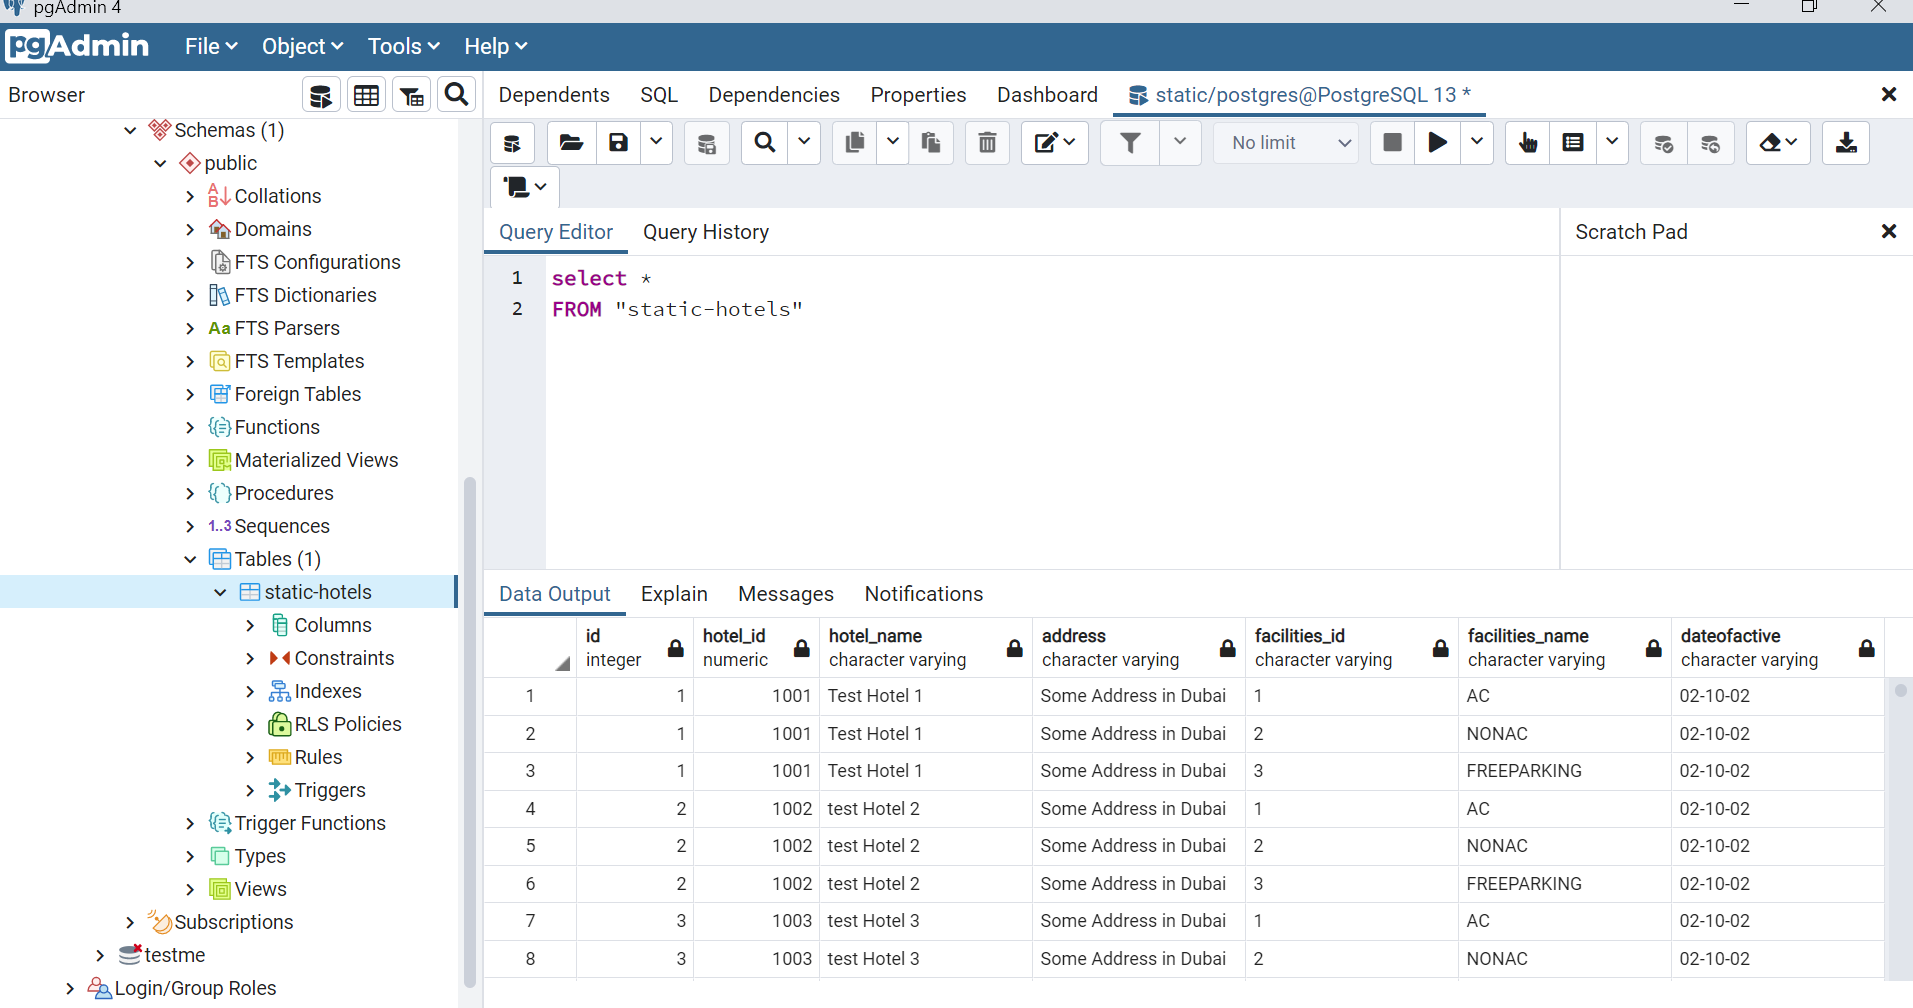 pgAdmin 4
pgAdmin File Object Tools Help
Browser
Schemas (1)
public
Collations
Domains
FTS Configurations
FTS Dictionaries
Aa FTS Parsers
FTS Templates
Foreign Tables
Functions
Materialized Views
Procedures
1..3 Sequences
Tables (1)
static-hotels
Columns
Constraints
Indexes
RLS Policies
Rules
Triggers
Trigger Functions
Types
Views
Subscriptions
testme
Login/Group Roles
Dependents SQL Dependencies Properties Dashboard static/postgres@PostgreSQL 13 *
No limit
Query Editor Query History
Scratch Pad
1 select *
2 FROM "static-hotels"
Data Output Explain Messages Notifications
id hotel_id hotel_name address facilities_id facilities_name dateofactive
integer numeric character varying character varying character varying character varying character varying
1 1 1001 Test Hotel 1 Some Address in Dubai 1 AC 02-10-02
2 1 1001 Test Hotel 1 Some Address in Dubai 2 NONAC 02-10-02
3 1 1001 Test Hotel 1 Some Address in Dubai 3 FREEPARKING 02-10-02
4 2 1002 test Hotel 2 Some Address in Dubai 1 AC 02-10-02
5 2 1002 test Hotel 2 Some Address in Dubai 2 NONAC 02-10-02
6 2 1002 test Hotel 2 Some Address in Dubai 3 FREEPARKING 02-10-02
7 3 1003 test Hotel 3 Some Address in Dubai 1 AC 02-10-02
8 3 1003 test Hotel 3 Some Address in Dubai 2 NONAC 02-10-02